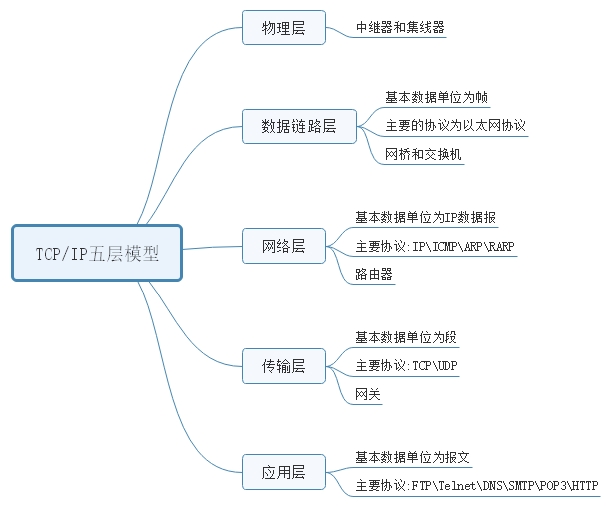 TCP/IP五层模型
物理层
中继器和集线器
数据链路层
基本数据单位为帧
主要的协议为以太网协议
网桥和交换机
网络层
基本数据单位为IP数据报
主要协议:IP\ICMP\ARP\RARP
路由器
传输层
基本数据单位为段
主要协议:TCP\UDP
网关
应用层
基本数据单位为报文
主要协议:FTP\Telnet\DNS\SMTP\POP3\HTTP